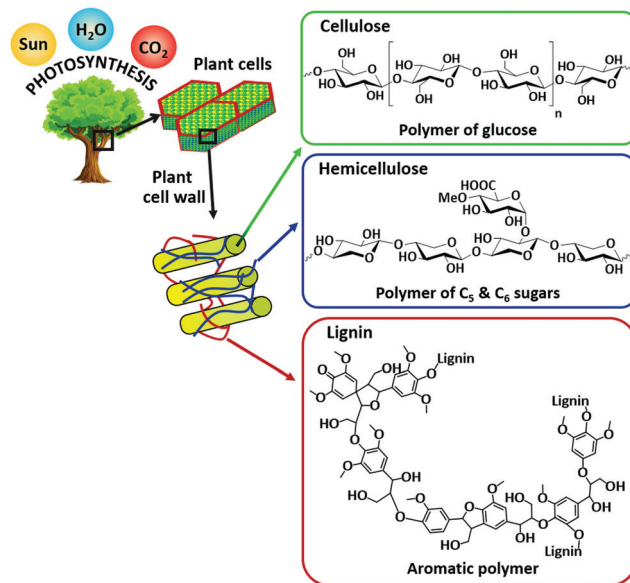 Sun
H₂O
CO₂
PHOTOSYNTHESIS
Plant cells
Plant
cell wall
Cellulose
HO
OH
HO
OH
HO
OH
n
Polymer of glucose
Hemicellulose
HOOC
MeO
HO
OH
Polymer of C₅ & C₆ sugars
Lignin
Lignin
O
OH
HO
Lignin
HO
OH
HO
O
HO
OH
HO
OH
Lignin
Aromatic polymer